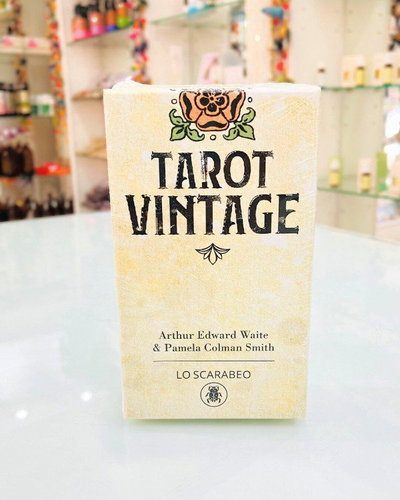 TAROT
VINTAGE
Arthur Edward Waite
& Pamela Colman Smith
LO SCARABEO